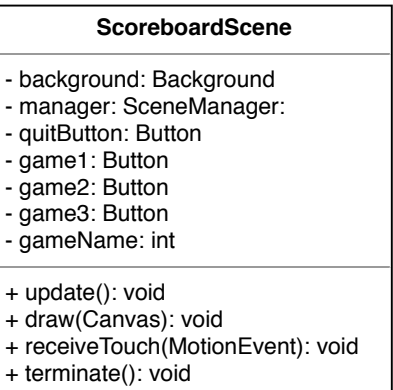 ScoreboardScene
- background: Background
- manager: SceneManager:
- quitButton: Button
- game1: Button
- game2: Button
- game3: Button
- gameName: int
+ update(): void
+ draw(Canvas): void
+ receiveTouch(MotionEvent): void
+ terminate(): void